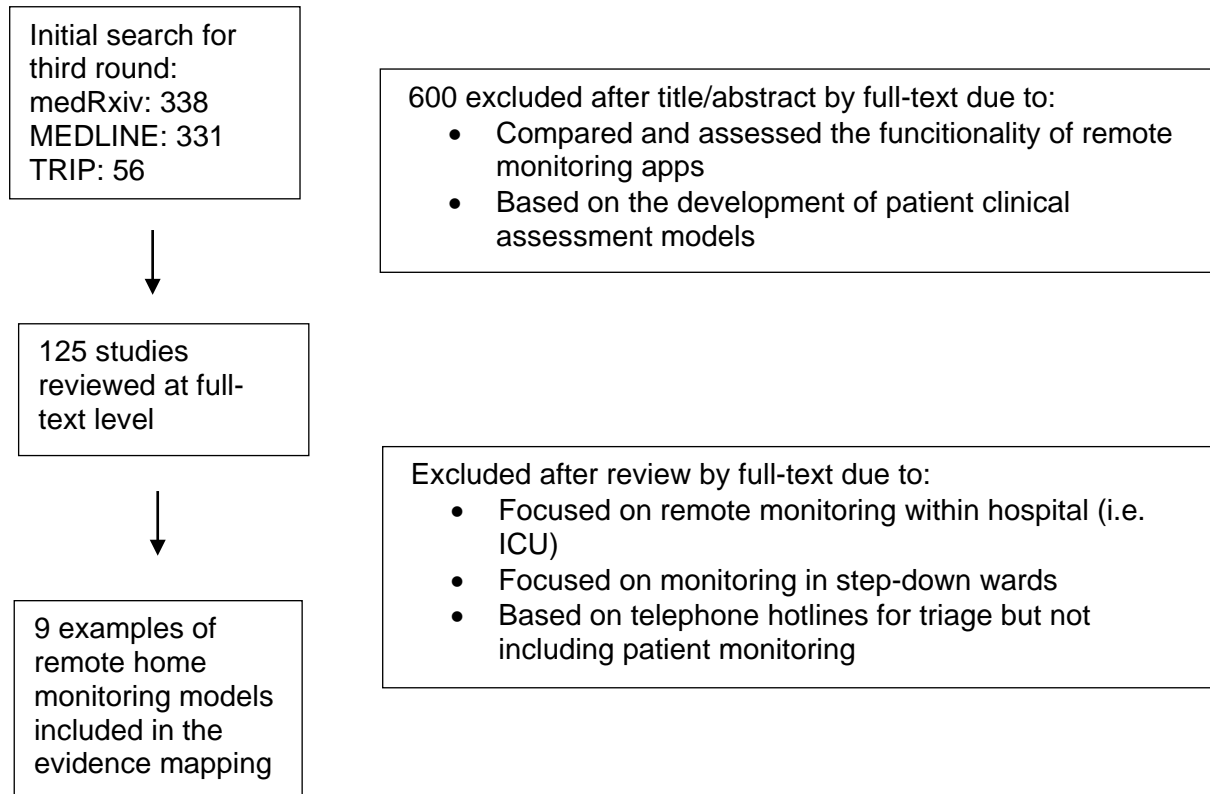 Initial search for
third round:
medRxiv: 338
MEDLINE: 331
TRIP: 56
600 excluded after title/abstract by full-text due to:
• Compared and assessed the funcitionality of remote
monitoring apps
• Based on the development of patient clinical
assessment models
125 studies
reviewed at full-
text level
Excluded after review by full-text due to:
• Focused on remote monitoring within hospital (i.e.
ICU)
• Focused on monitoring in step-down wards
• Based on telephone hotlines for triage but not
including patient monitoring
9 examples of
remote home
monitoring models
included in the
evidence mapping